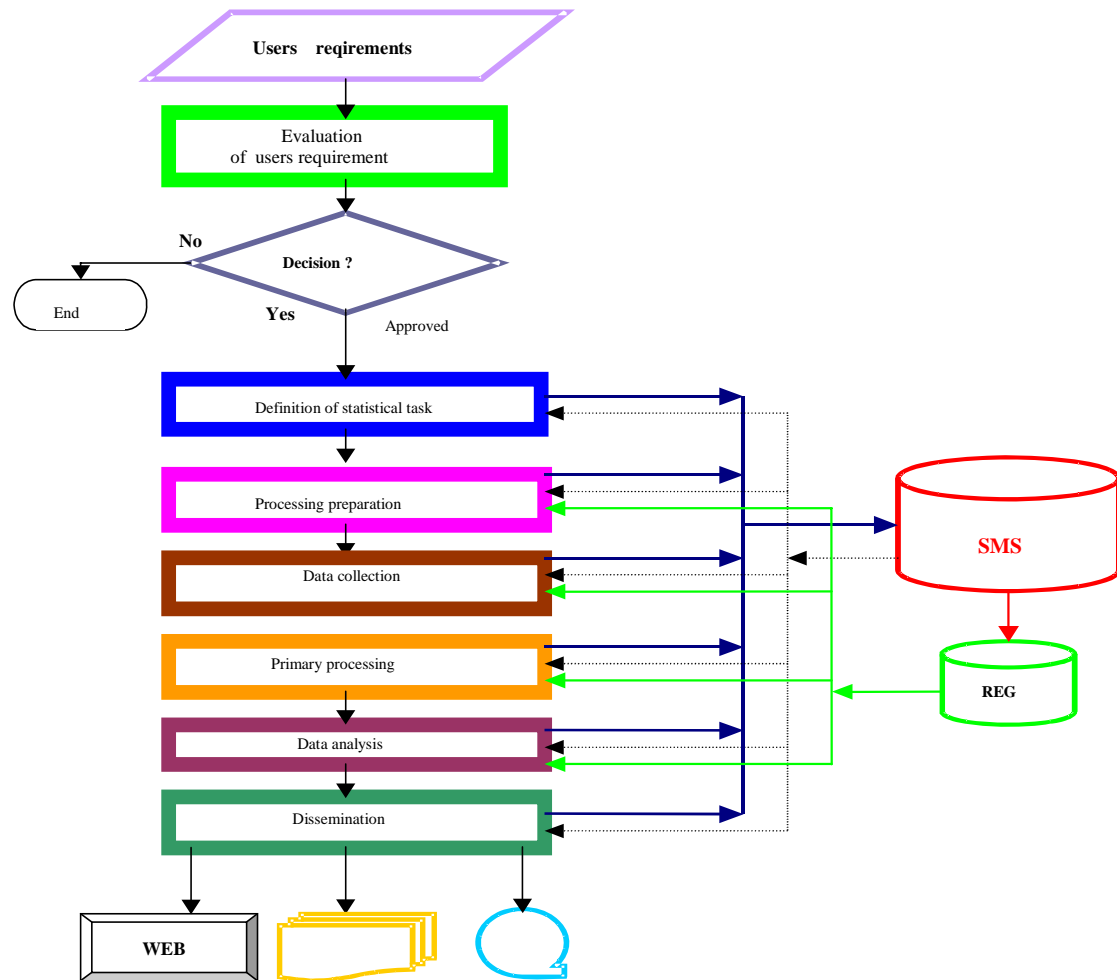 Users reqirements
Evaluation
of users requirement
No
Decision ?
End
Yes
Approved
Definition of statistical task
Processing preparation
SMS
Data collection
Primary processing
REG
Data analysis
Dissemination
WEB